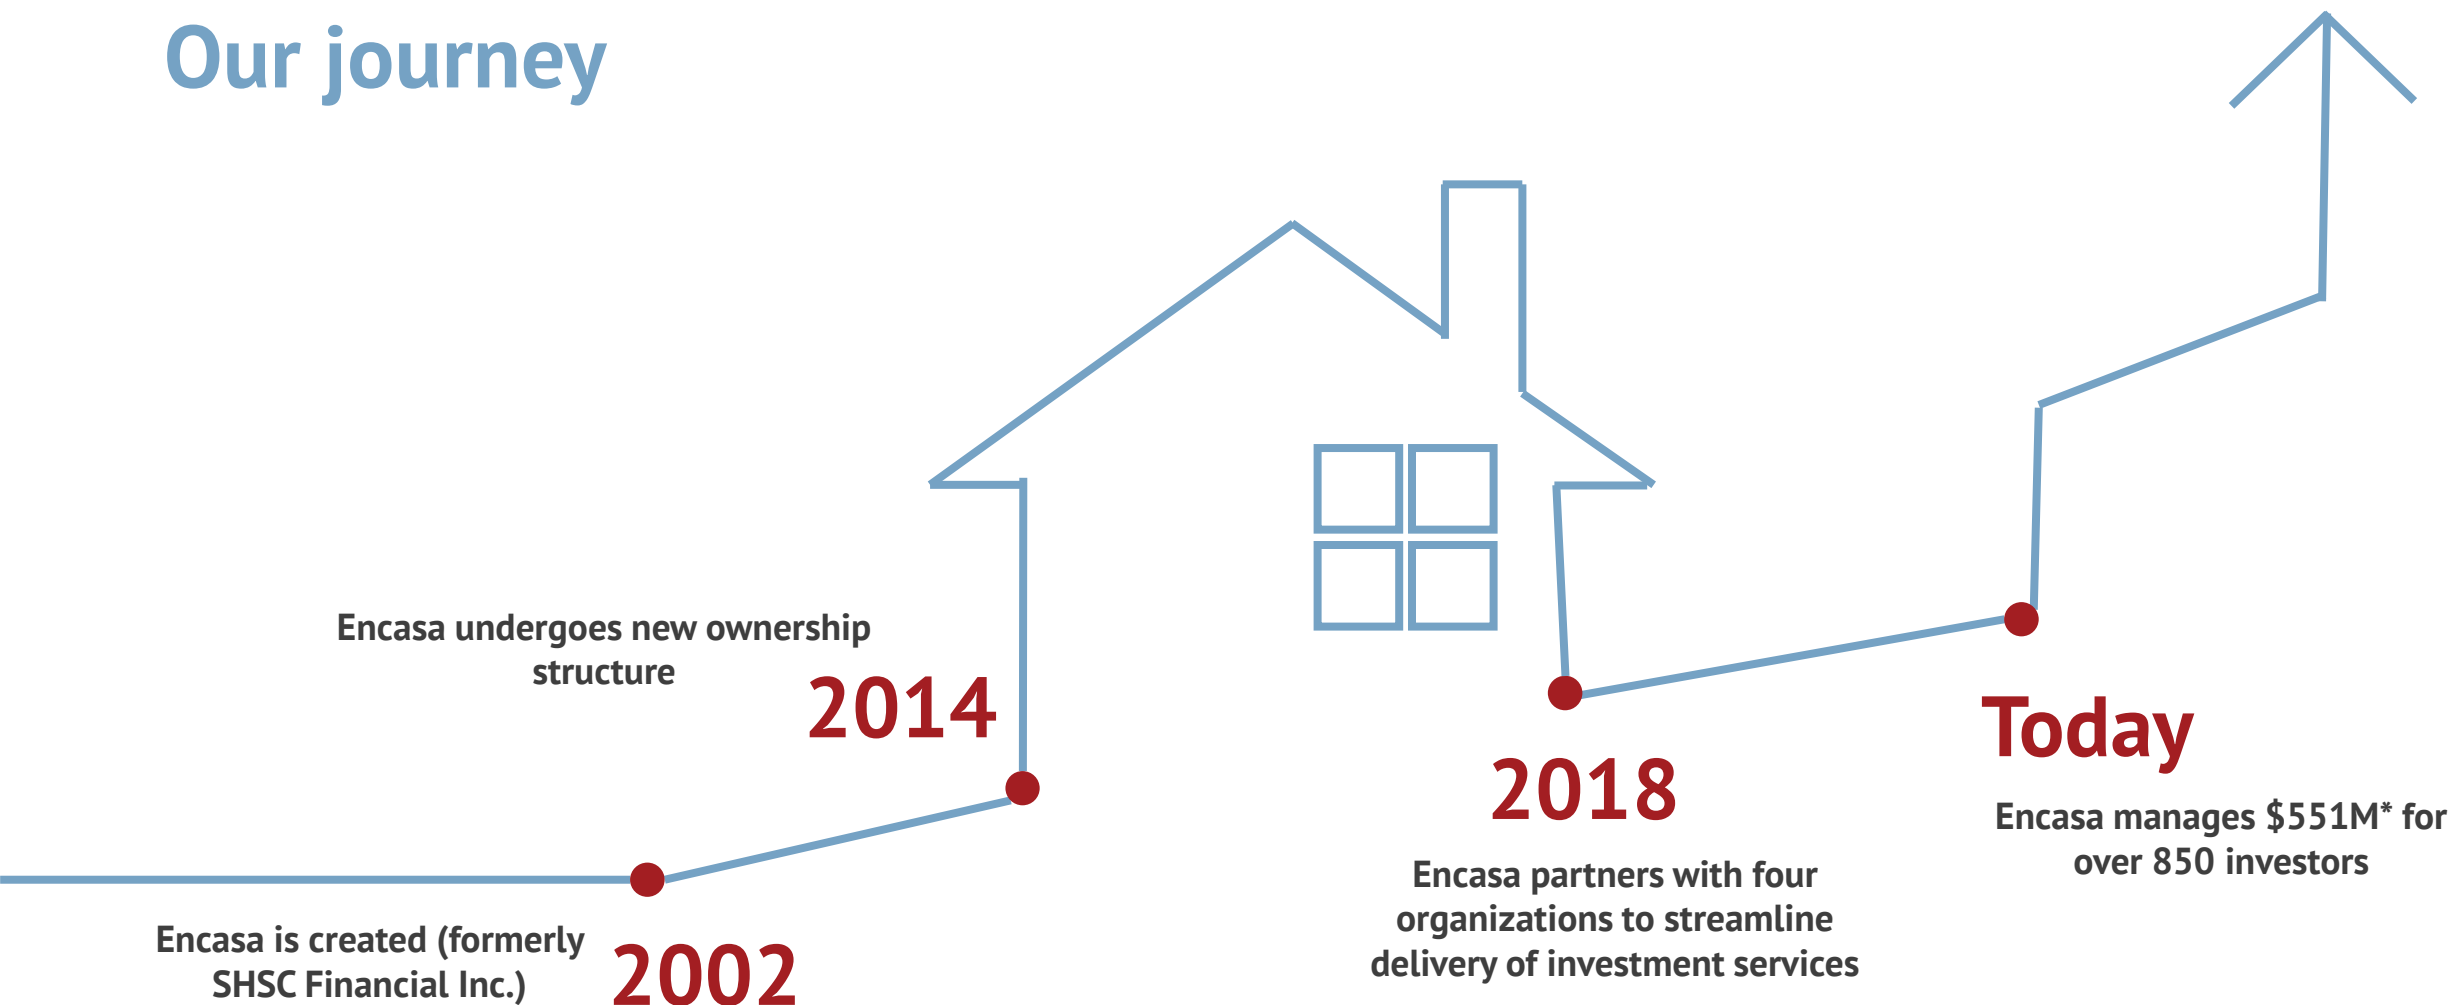 Our journey
Encasa undergoes new ownership
structure
2014
Encasa is created (formerly
SHSC Financial Inc.)
2002
2018
Encasa partners with four
organizations to streamline
delivery of investment services
Today
Encasa manages $551M* for
over 850 investors